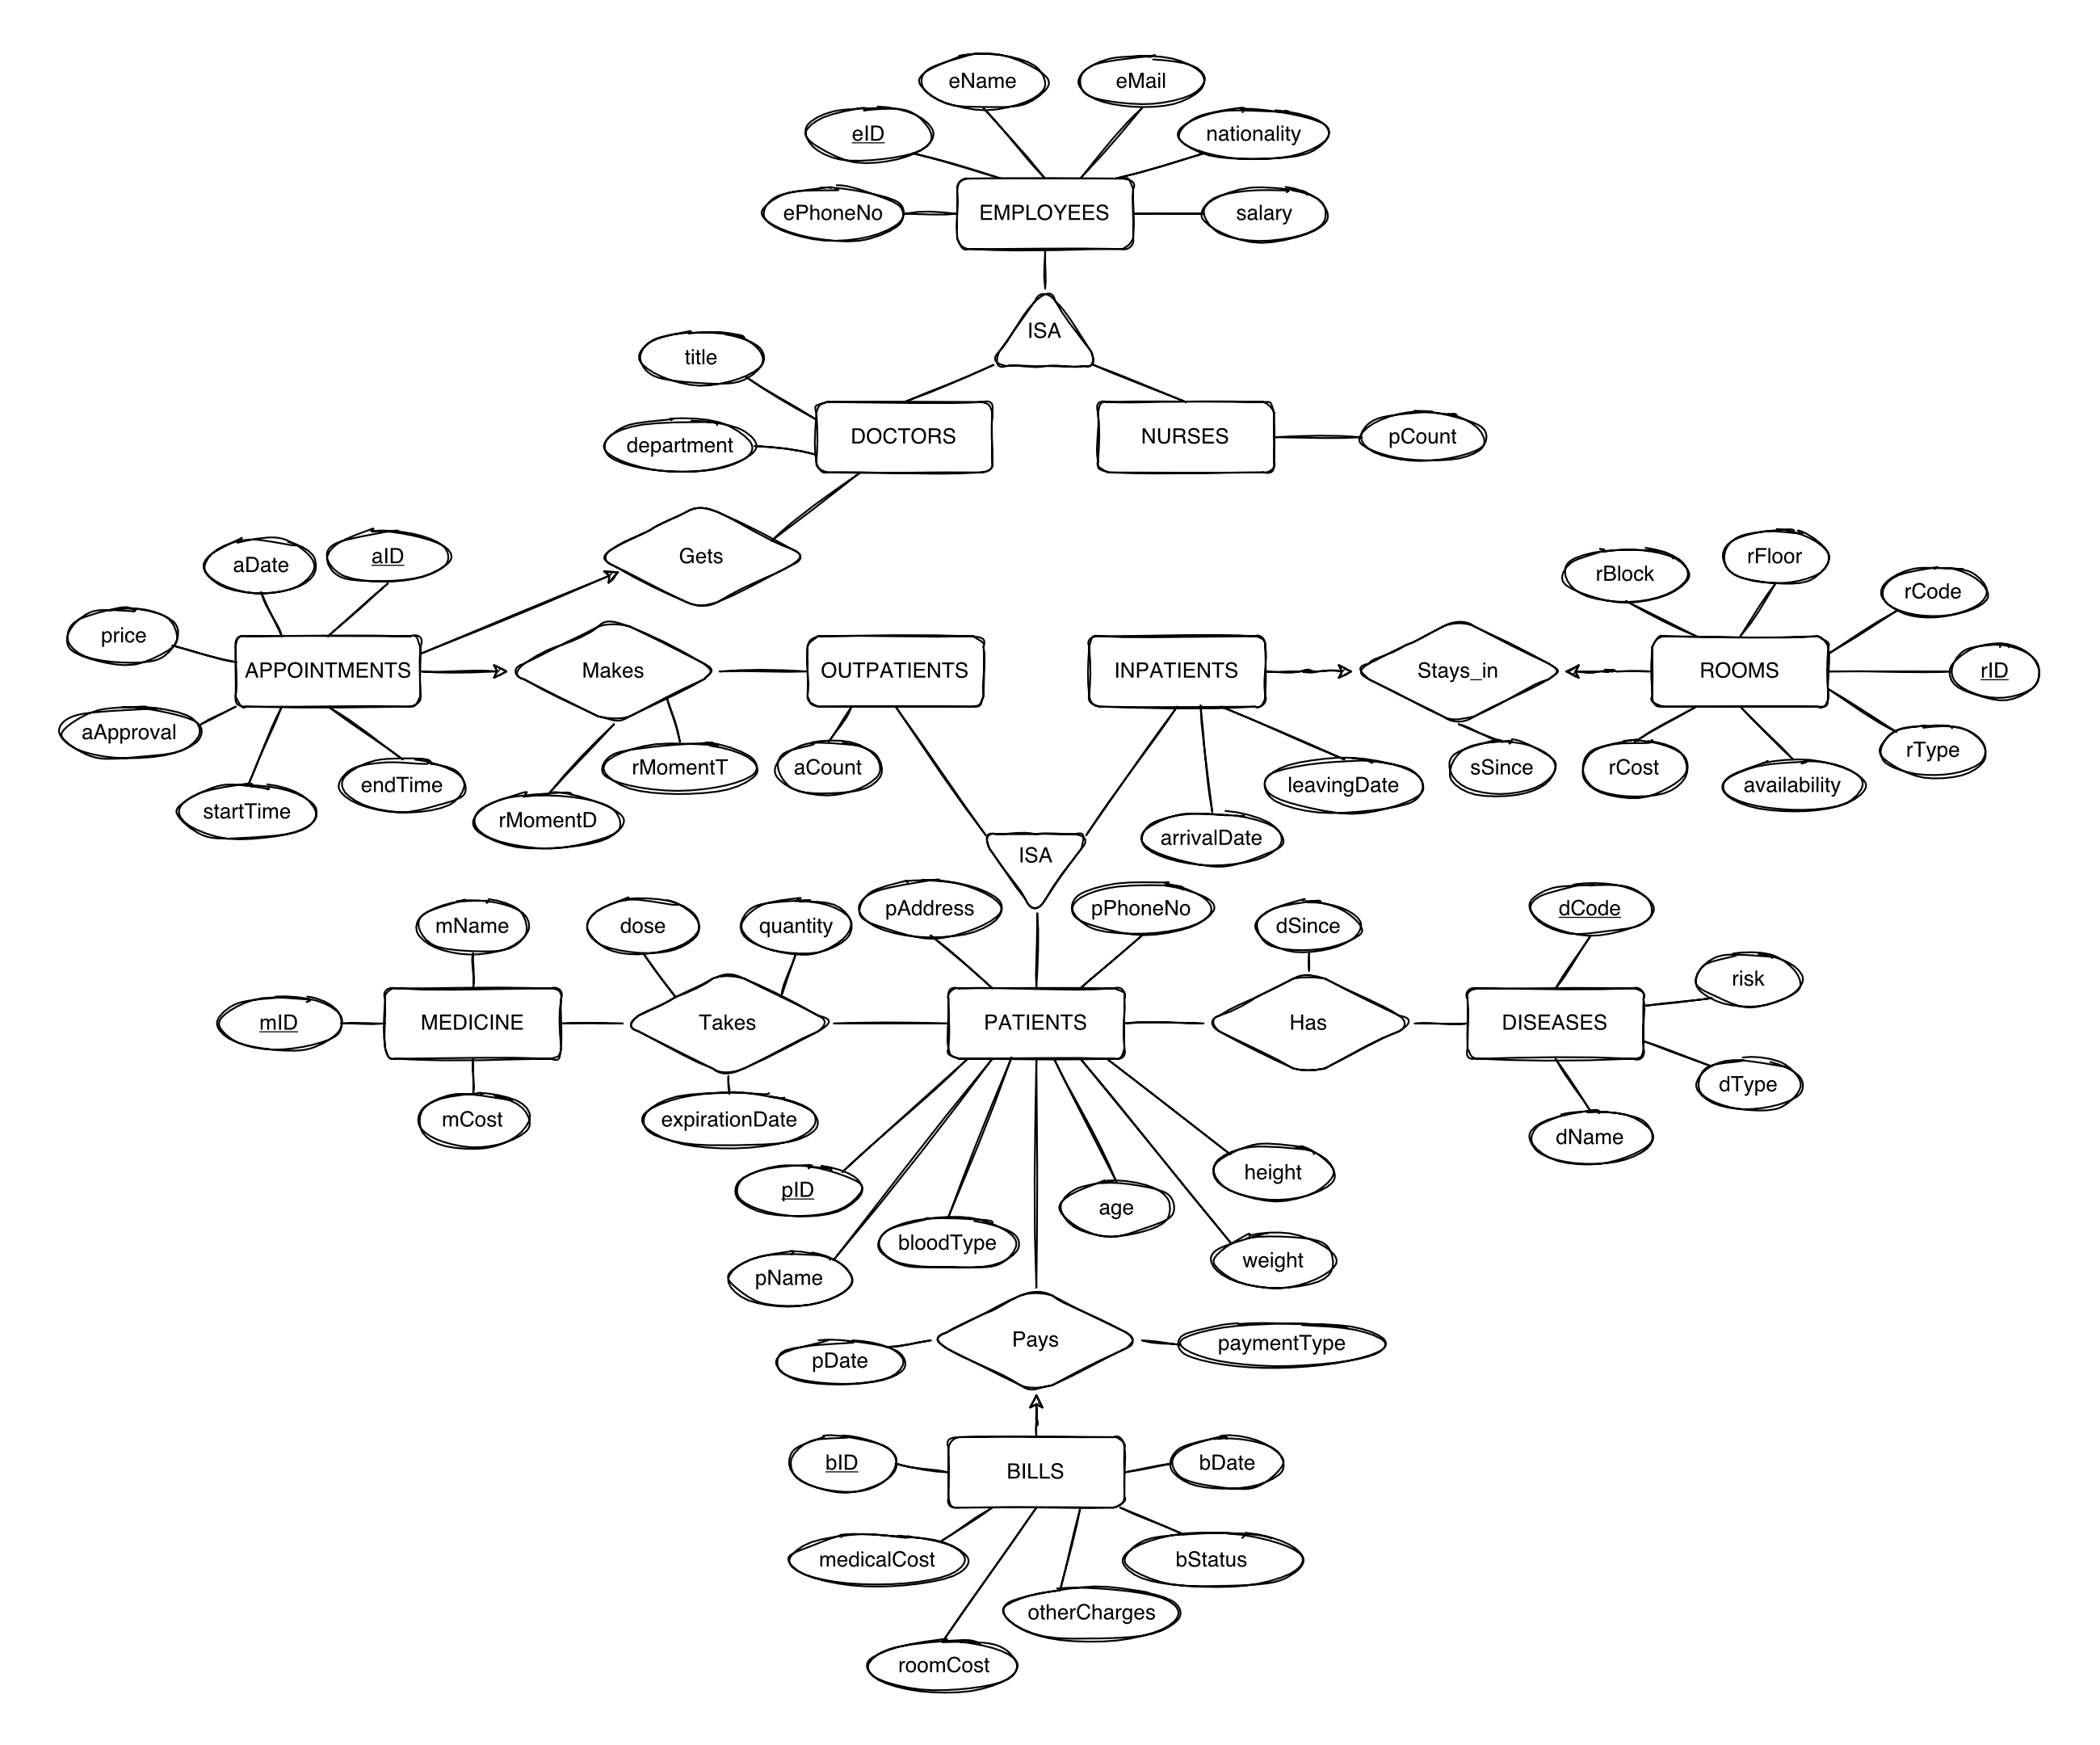 eName
eMail
eID
nationality
ePhoneNo
EMPLOYEES
salary
ISA
title
DOCTORS
NURSES
pCount
department
Gets
aDate
aID
rBlock
rFloor
rCode
price
APPOINTMENTS
Makes
OUTPATIENTS
INPATIENTS
Stays_in
ROOMS
rID
aApproval
rMomentT
aCount
leavingDate
sSince
rCost
availability
rType
endTime
startTime
rMomentD
arrivalDate
ISA
pAddress
pPhoneNo
dCode
mName
dose
quantity
dSince
risk
mID
MEDICINE
Takes
PATIENTS
Has
DISEASES
dType
mCost
expirationDate
dName
pID
height
age
bloodType
weight
pName
Pays
pDate
paymentType
bID
BILLS
bDate
medicalCost
bStatus
otherCharges
roomCost